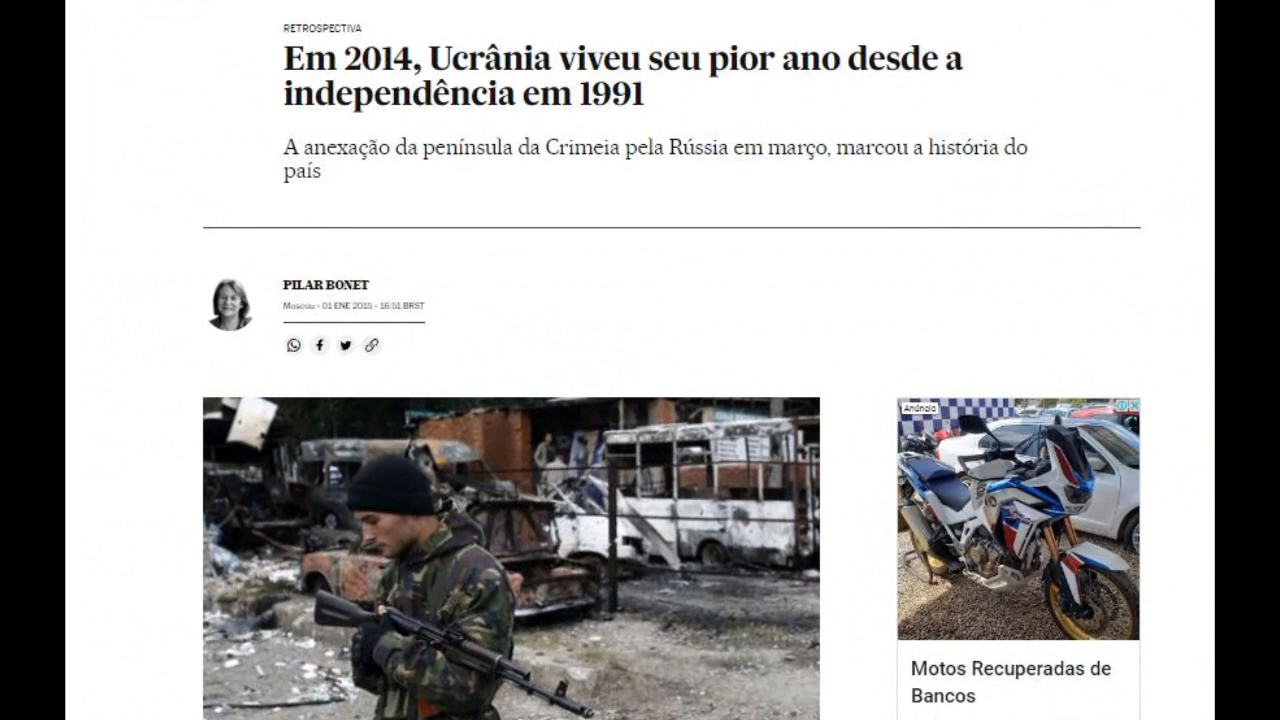 RETROSPECTIVA
Em 2014, Ucrânia viveu seu pior ano desde a
independência em 1991
A anexação da península da Crimeia pela Rússia em março, marcou a história do
país
PILAR BONET
Moscou - 01 ENE 2015 - 16:51 BRST
Anúncio
Motos Recuperadas de
Bancos